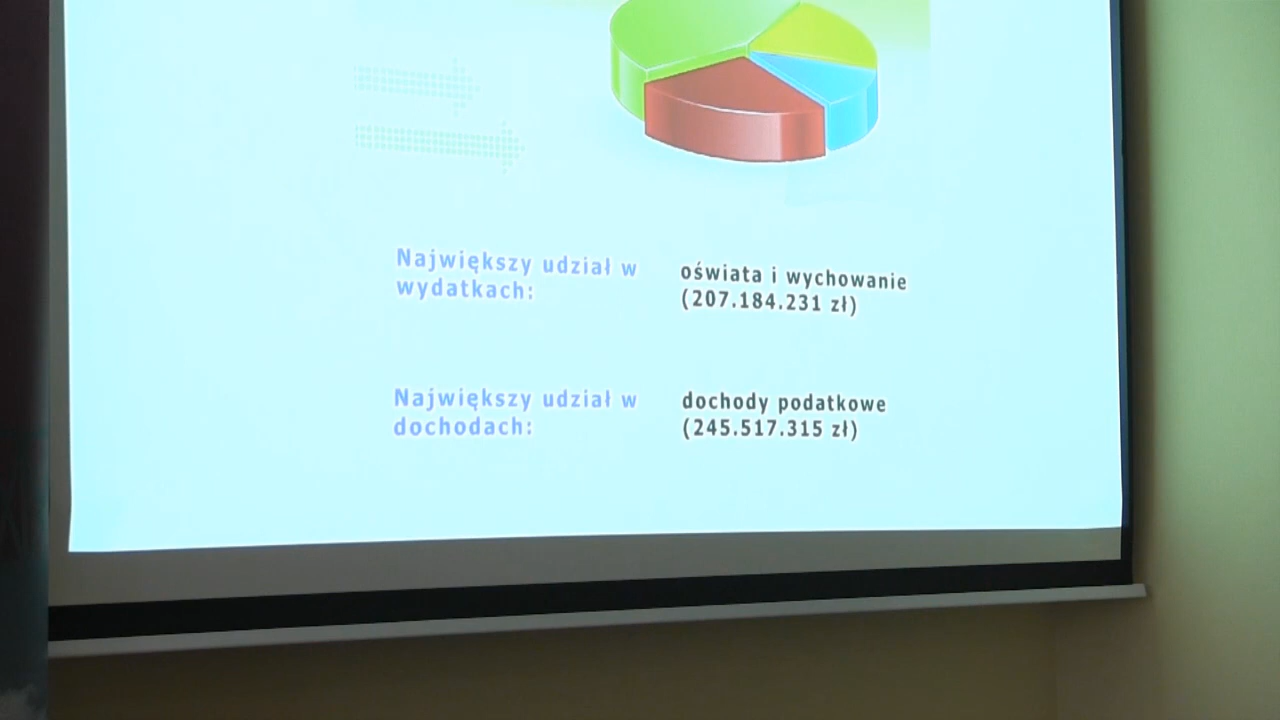 Największy udział w
wydatkach:
oświata i wychowanie
(207.184.231 zł)
Największy udział w
dochodach:
dochody podatkowe
(245.517.315 zł)